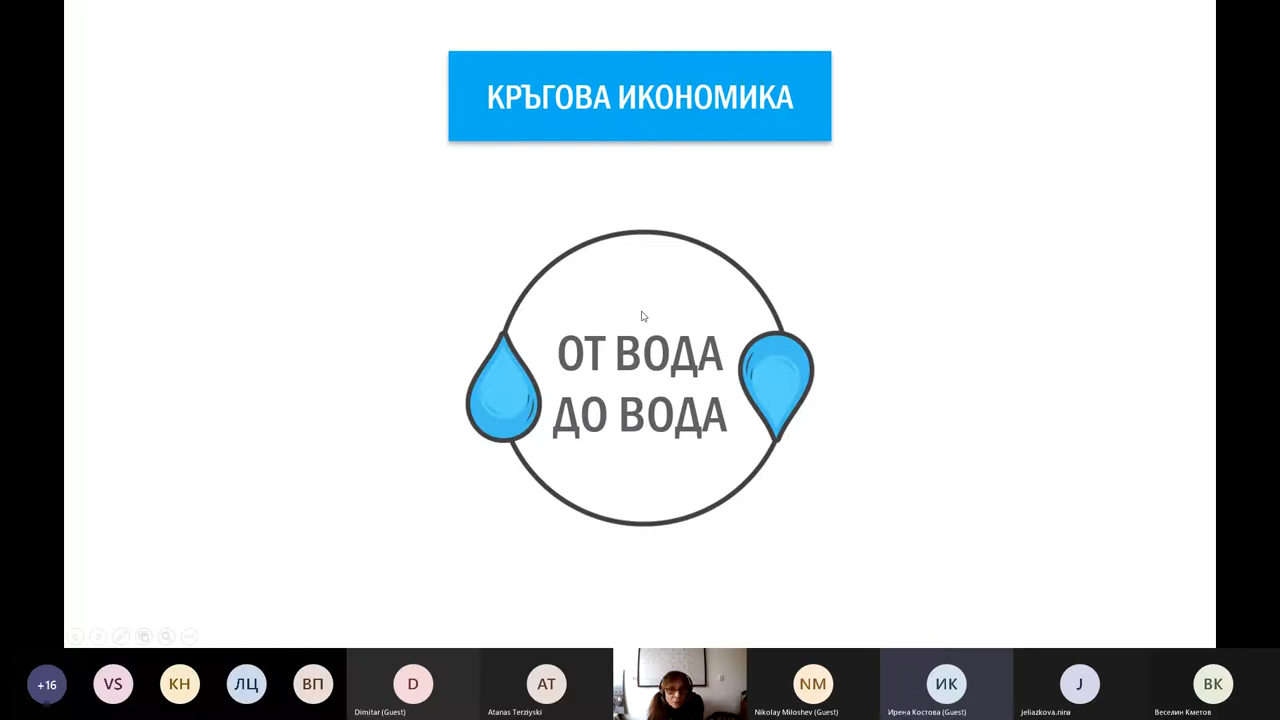 КРЪГОВА ИКОНОМИКА
ОТ ВОДА
ДО ВОДА
+16
VS
КН
ЛЦ
ВП
D
Dimitar (Guest)
AT
Atanas Terziyski
NM
Nikolay Miloshev (Guest)
ИК
Ирена Костова (Guest)
J
jeliazkova.nina
ВК
Веселин Кметов